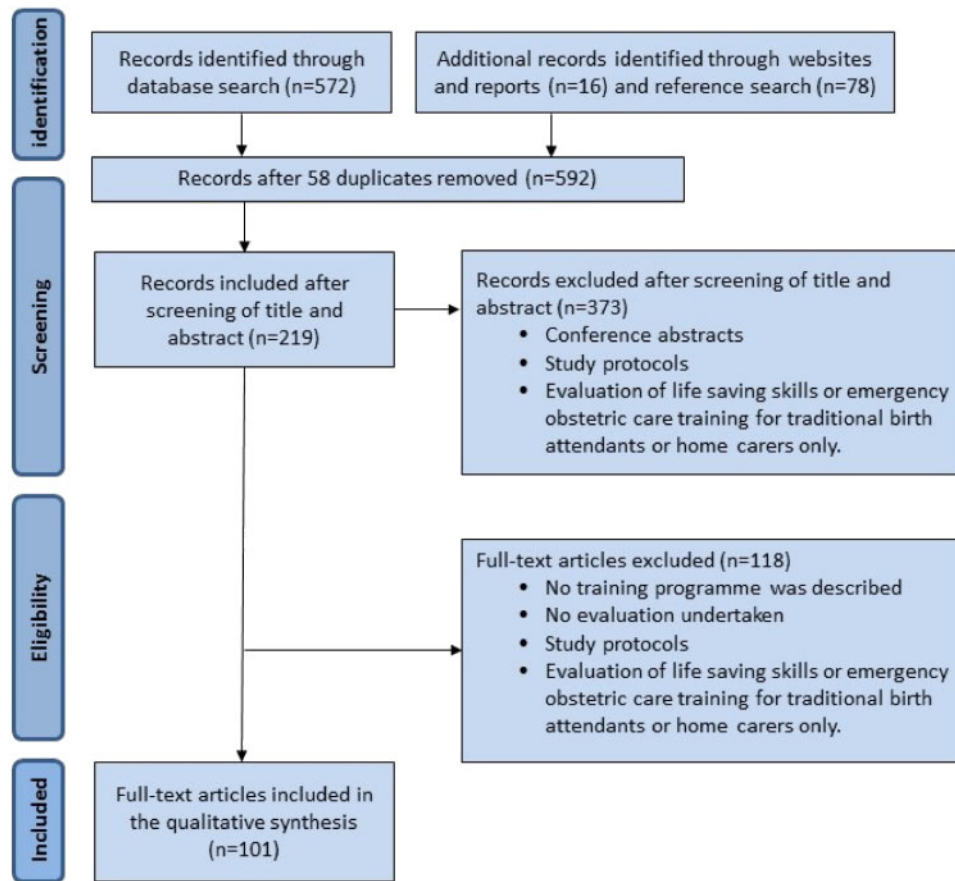 identification
Records identified through
database search (n=572)
Additional records identified through websites
and reports (n=16) and reference search (n=78)
Records after 58 duplicates removed (n=592)
Screening
Records included after
screening of title and
abstract (n=219)
Records excluded after screening of title and
abstract (n=373)
• Conference abstracts
• Study protocols
• Evaluation of life saving skills or emergency
obstetric care training for traditional birth
attendants or home carers only.
Eligibility
Full-text articles excluded (n=118)
• No training programme was described
• No evaluation undertaken
• Study protocols
• Evaluation of life saving skills or emergency
obstetric care training for traditional birth
attendants or home carers only.
Included
Full-text articles included in
the qualitative synthesis
(n=101)